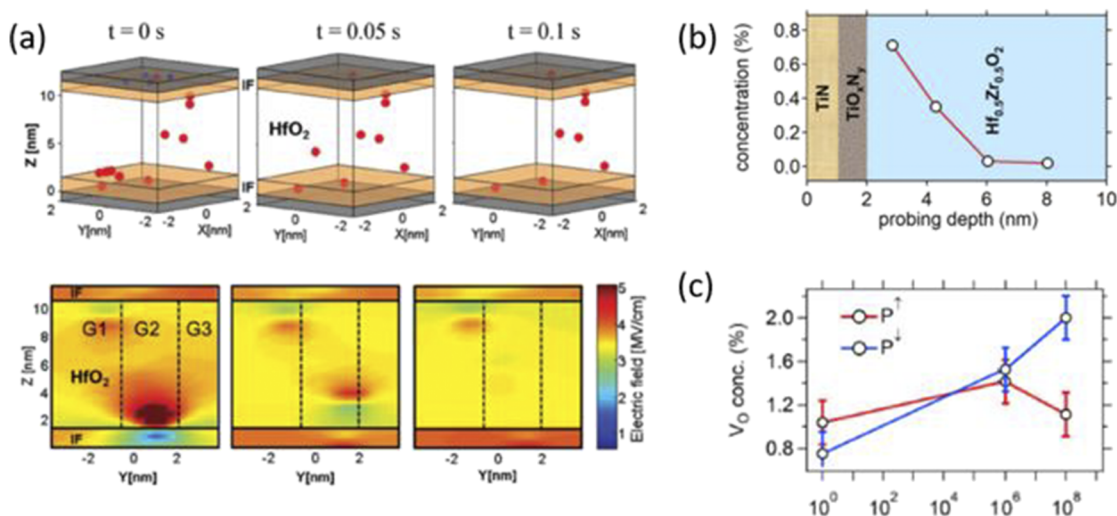 (a)
t = 0 s
t = 0.05 s
t = 0.1 s
Z [nm]
10
5
0
IF
HfO2
IF
IF
IF
2
0
-2
-2
0
2
0
-2
-2
0
2
0
-2
-2
0
2
Y[nm]
X[nm]
Y[nm]
X[nm]
Y[nm]
X[nm]
Z [nm]
10
8
6
4
2
IF
G1
G2
G3
HfO2
IF
-2
0
2
-2
0
2
-2
0
2
Y[nm]
Y[nm]
Y[nm]
5
4
3
2
1
Electric field [MV/cm]
(b)
concentration (%)
0.8
0.6
0.4
0.2
0.0
TiN
TiOxNy
Hf0.5Zr0.5O2
0
2
4
6
8
10
probing depth (nm)
(c)
VO conc. (%)
2.0
1.6
1.2
0.8
P↑
P↓
10^0
10^2
10^4
10^6
10^8